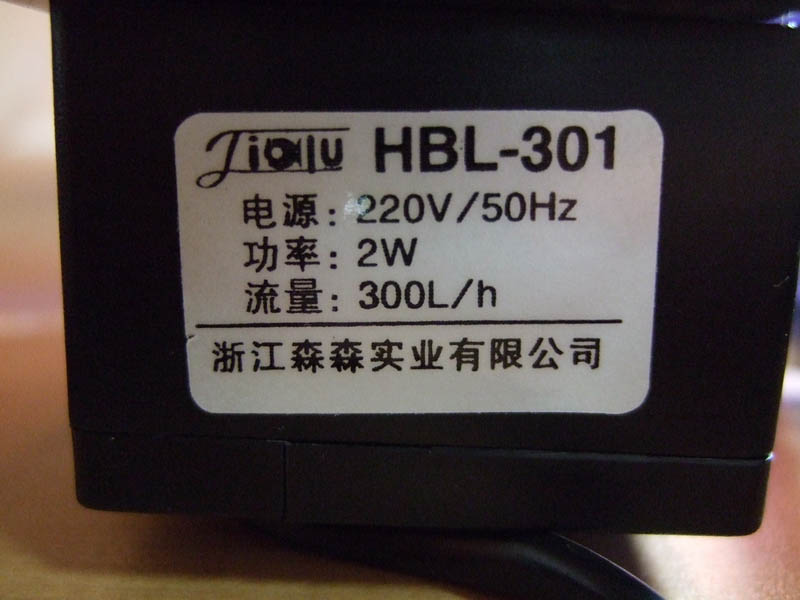 Jialu HBL-301
电源: 220V/50Hz
功率: 2W
流量: 300L/h
浙江森森实业有限公司